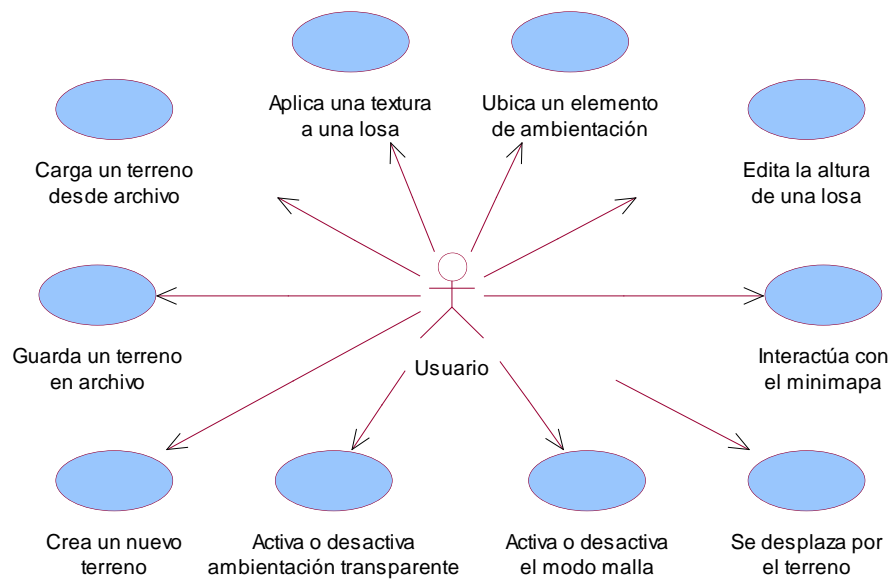 Aplica una textura
a una losa
Ubica un elemento
de ambientación
Carga un terreno
desde archivo
Edita la altura
de una losa
Guarda un terreno
en archivo
Usuario
Interactúa con
el minimapa
Crea un nuevo
terreno
Activa o desactiva
ambientación transparente
Activa o desactiva
el modo malla
Se desplaza por
el terreno